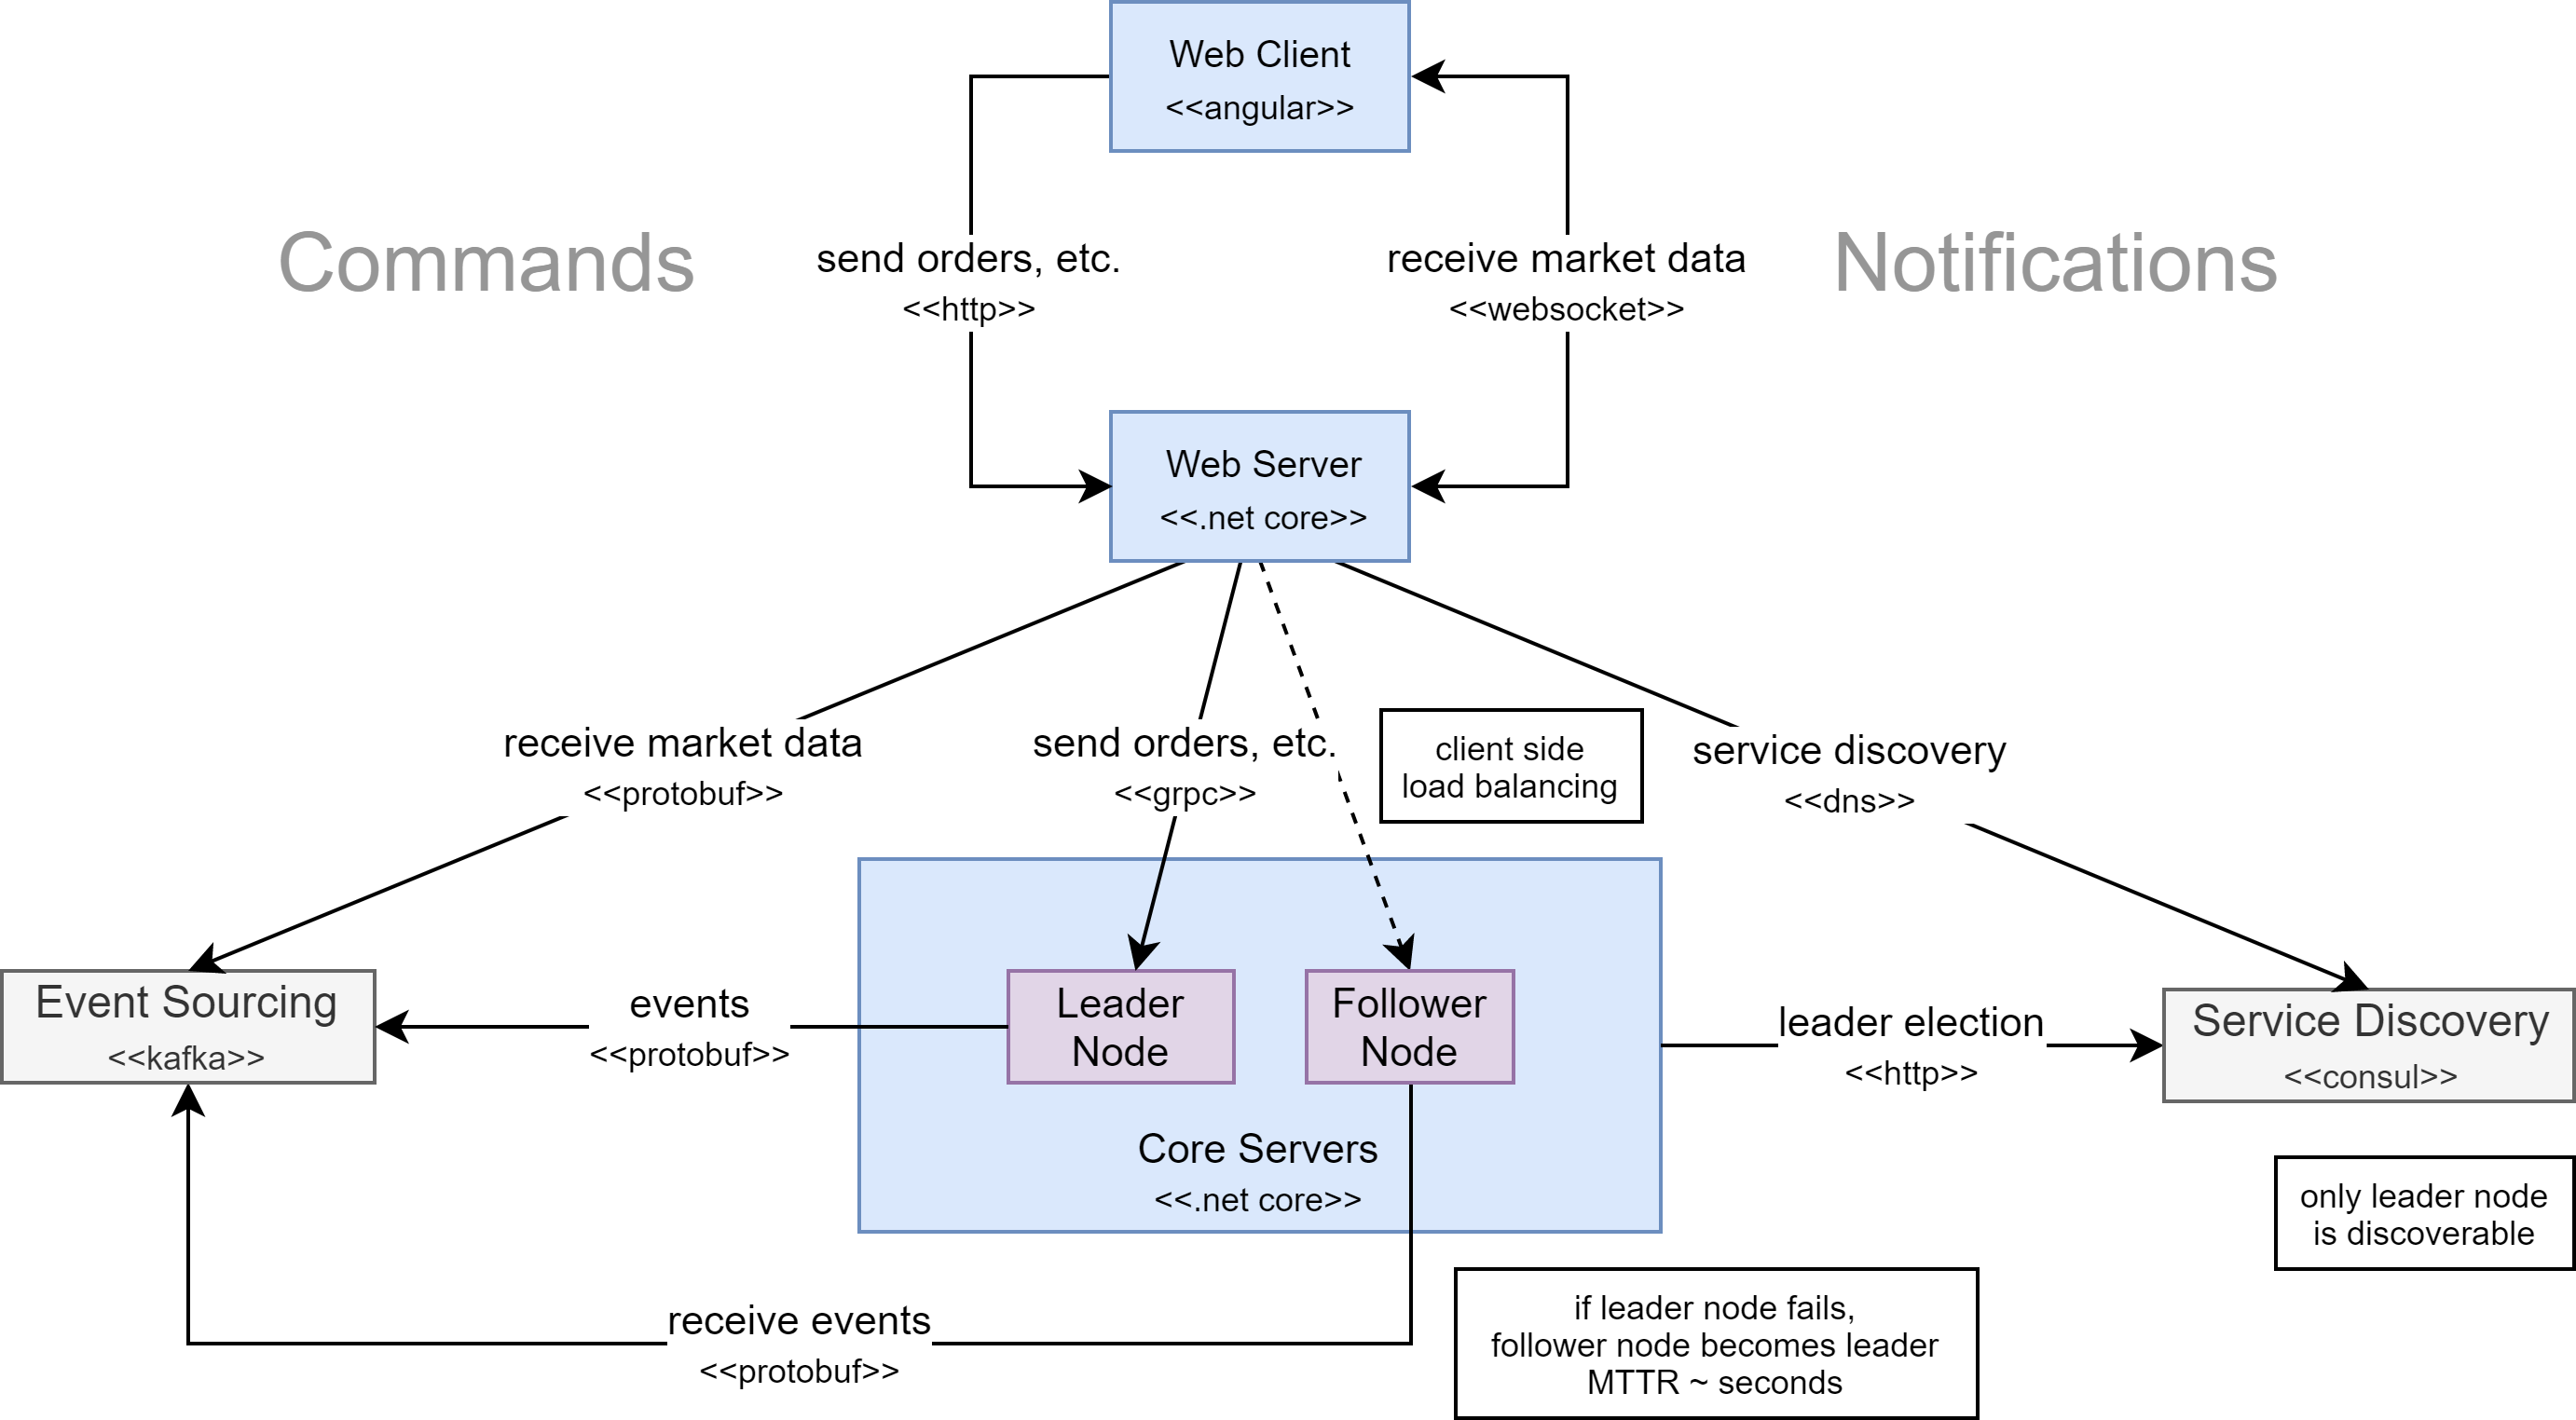 Web Client
<<angular>>
Commands
send orders, etc.
<<http>>
receive market data
<<websocket>>
Notifications
Web Server
<<.net core>>
receive market data
<<protobuf>>
send orders, etc.
<<grpc>>
client side
load balancing
service discovery
<<dns>>
Event Sourcing
<<kafka>>
events
<<protobuf>>
Leader
Node
Follower
Node
Core Servers
<<.net core>>
leader election
<<http>>
Service Discovery
<<consul>>
only leader node
is discoverable
receive events
<<protobuf>>
if leader node fails,
follower node becomes leader
MTTR ~ seconds